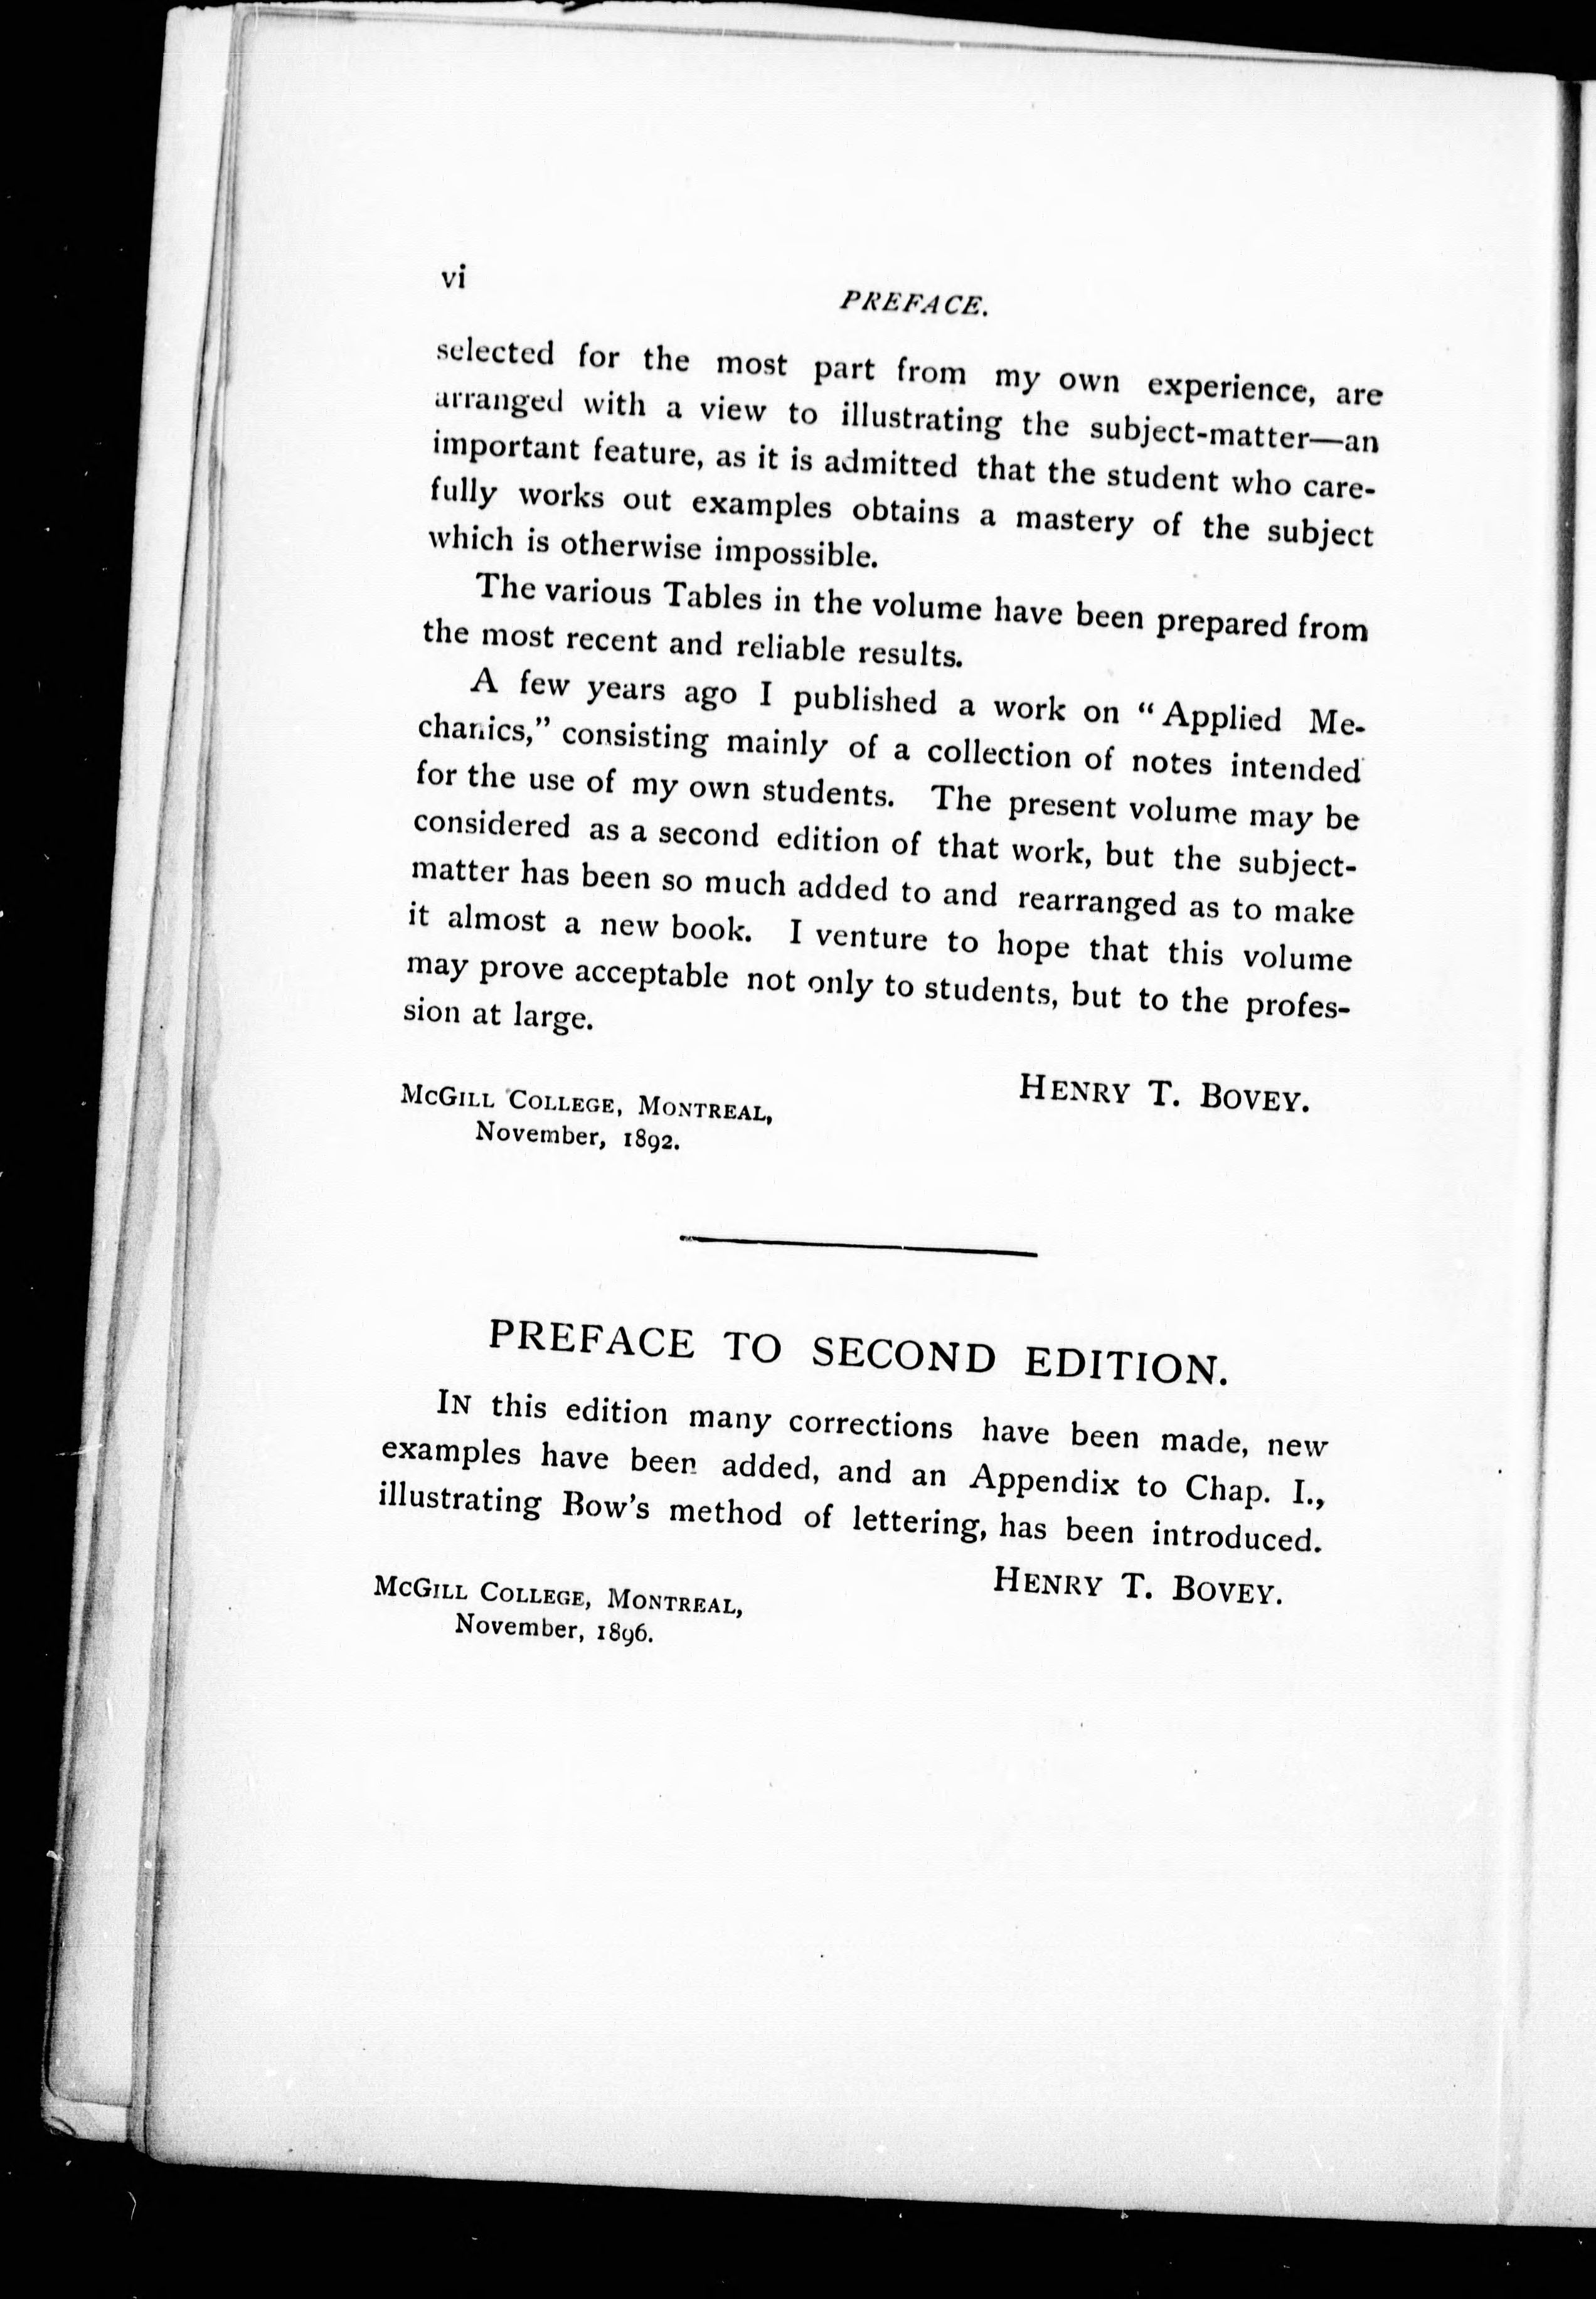 vi
PREFACE.
selected for the most part from my own experience, are
arranged with a view to illustrating the subject-matter—an
important feature, as it is admitted that the student who care-
fully works out examples obtains a mastery of the subject
which is otherwise impossible.
The various Tables in the volume have been prepared from
the most recent and reliable results.
A few years ago I published a work on “Applied Me-
chanics,” consisting mainly of a collection of notes intended
for the use of my own students. The present volume may be
considered as a second edition of that work, but the subject-
matter has been so much added to and rearranged as to make
it almost a new book. I venture to hope that this volume
may prove acceptable not only to students, but to the profes-
sion at large.
HENRY T. BOVEY.
MCGILL COLLEGE, MONTREAL,
November, 1892.
PREFACE TO SECOND EDITION.
IN this edition many corrections have been made, new
examples have been added, and an Appendix to Chap. I.,
illustrating Bow’s method of lettering, has been introduced.
HENRY T. BOVEY.
MCGILL COLLEGE, MONTREAL,
November, 1896.